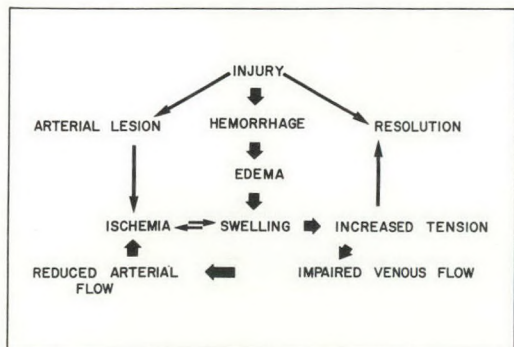 INJURY
ARTERIAL LESION HEMORRHAGE RESOLUTION
EDEMA
ISCHEMIA SWELLING INCREASED TENSION
REDUCED ARTERIAL IMPAIRED VENOUS FLOW
FLOW